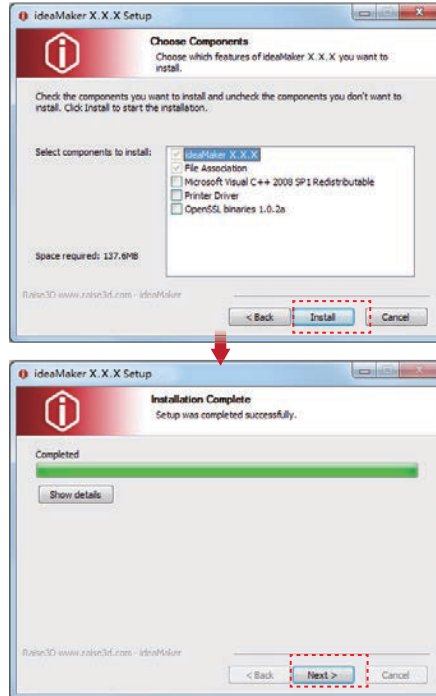 ideaMaker X.X.X Setup
Choose Components
Choose which features of ideaMaker X.X.X you want to
install.
Check the components you want to install and uncheck the components you don't want to
install. Click Install to start the installation.
Select components to install:
ideaMaker X.X.X
File Association
Microsoft Visual C++ 2008 SP1 Redistributable
Printer Driver
OpenSSL binaries 1.0.2a
Space required: 137.6MB
Raise3D www.raise3d.com - ideaMaker
< Back
Install
Cancel
ideaMaker X.X.X Setup
Installation Complete
Setup was completed successfully.
Completed
Show details
Raise3D www.raise3d.com - ideaMaker
< Back
Next >
Cancel